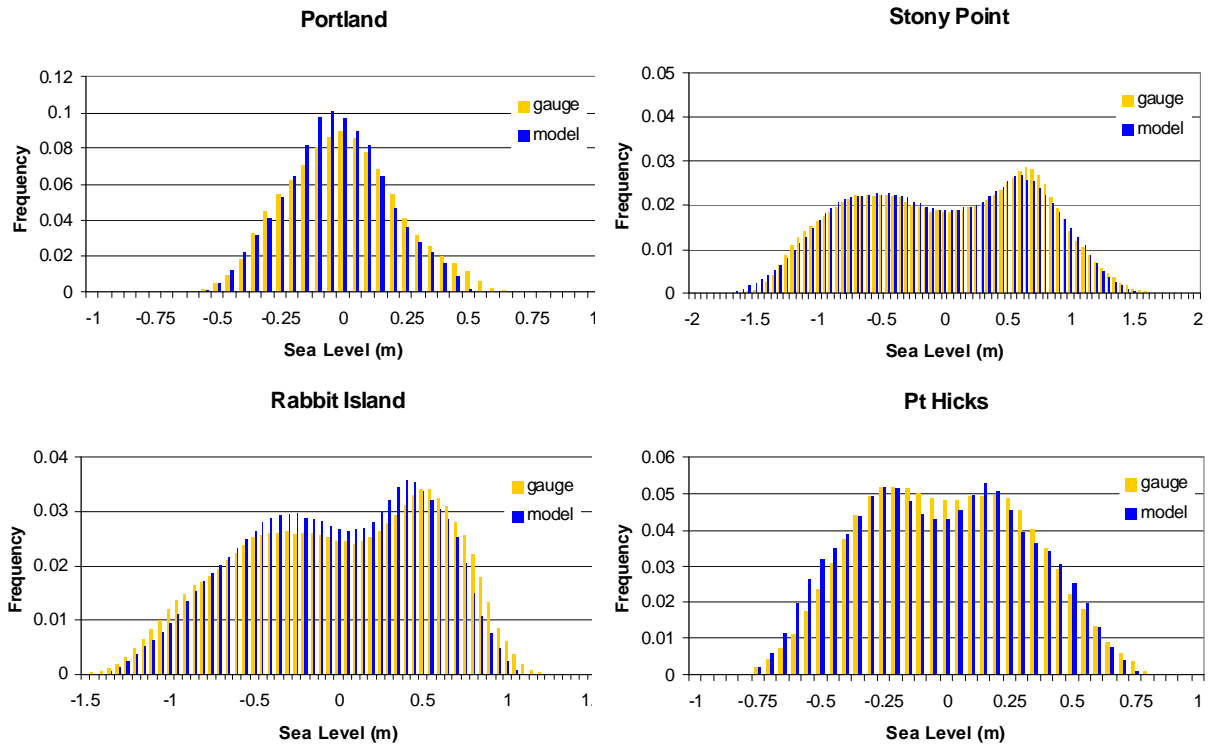 Portland
0.12
0.1
0.08
0.06
0.04
0.02
0
Frequency
gauge
model
-1 -0.75 -0.5 -0.25 0 0.25 0.5 0.75 1
Sea Level (m)
Stony Point
0.05
0.04
0.03
0.02
0.01
0
Frequency
gauge
model
-2 -1.5 -1 -0.5 0 0.5 1 1.5 2
Sea Level (m)
Rabbit Island
0.04
0.03
0.02
0.01
0
Frequency
gauge
model
-1.5 -1 -0.5 0 0.5 1 1.
Sea Level (m)
Pt Hicks
0.06
0.05
0.04
0.03
0.02
0.01
0
Frequency
gauge
model
-1 -0.75 -0.5 -0.25 0 0.25 0.5 0.75 1
Sea Level (m)